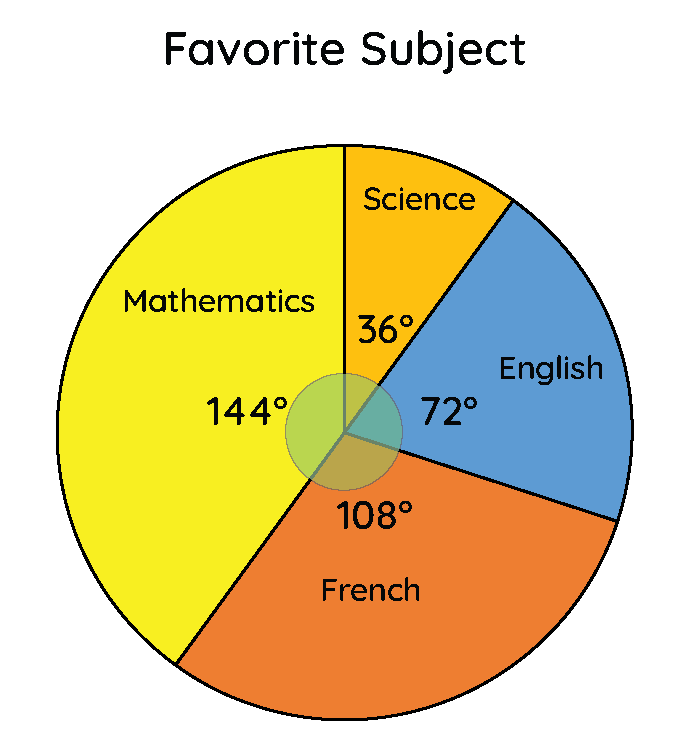 Favorite Subject
Science
Mathematics
36°
English
144°
72°
108°
French